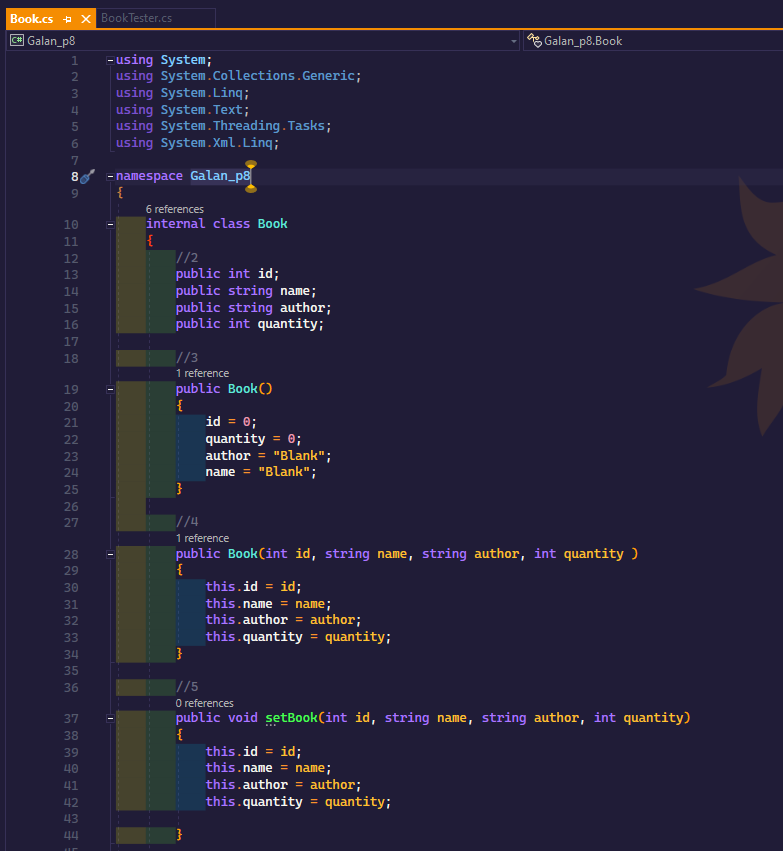 Book.cs
BookTester.cs
C# Galan_p8
Galan_p8.Book
1 using System;
2 using System.Collections.Generic;
3 using System.Linq;
4 using System.Text;
5 using System.Threading.Tasks;
6 using System.Xml.Linq;
7
8 namespace Galan_p8
9 {
6 references
10 internal class Book
11 {
12 //2
13 public int id;
14 public string name;
15 public string author;
16 public int quantity;
17
18 //3
1 reference
19 public Book()
20 {
21 id = 0;
22 quantity = 0;
23 author = "Blank";
24 name = "Blank";
25 }
26
27 //4
1 reference
28 public Book(int id, string name, string author, int quantity )
29 {
30 this.id = id;
31 this.name = name;
32 this.author = author;
33 this.quantity = quantity;
34 }
35
36 //5
0 references
37 public void setBook(int id, string name, string author, int quantity)
38 {
39 this.id = id;
40 this.name = name;
41 this.author = author;
42 this.quantity = quantity;
43
44 }